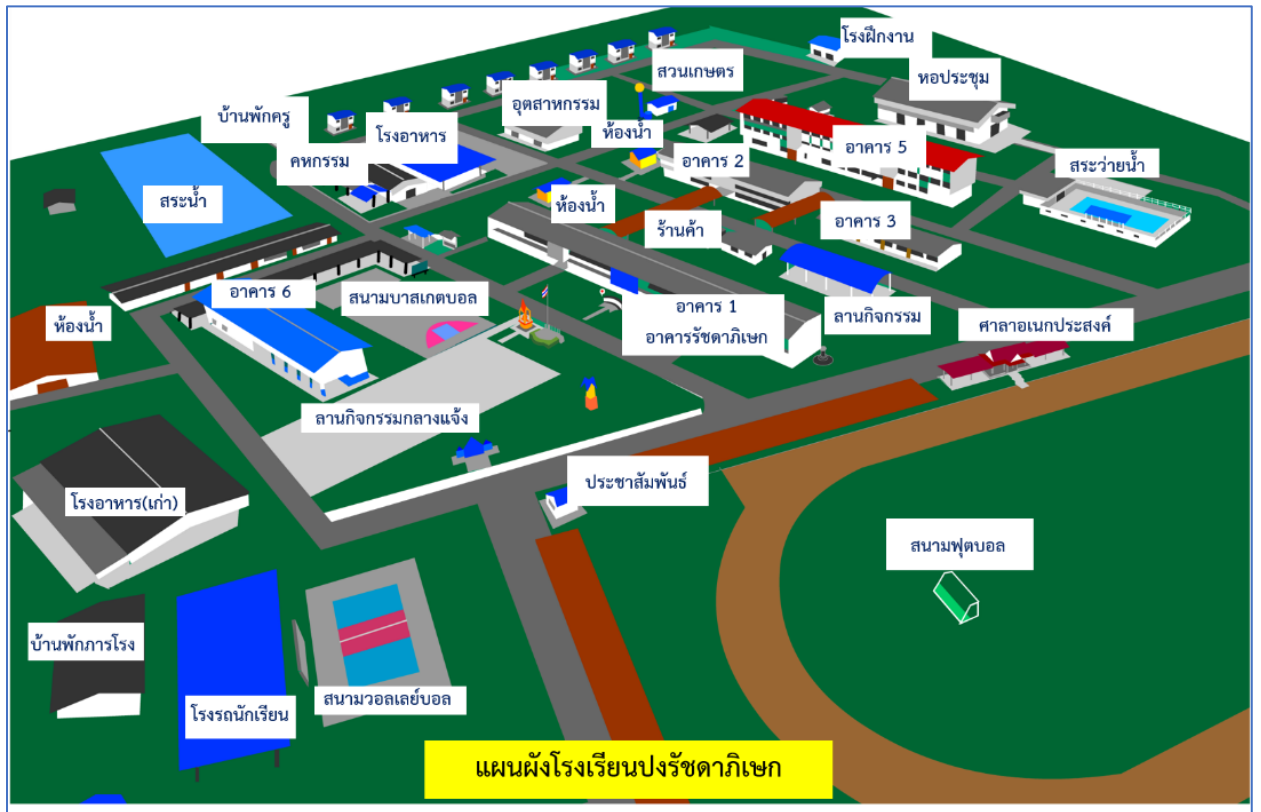 โรงฝึกงาน
สวนเกษตร
หอประชุม
อุตสาหกรรม
บ้านพักครู
โรงอาหาร
ห้องน้ำ
อาคาร 5
คหกรรม
อาคาร 2
สระว่ายน้ำ
สระน้ำ
ห้องน้ำ
ร้านค้า
อาคาร 3
อาคาร 6
สนามบาสเกตบอล
อาคาร 1
อาคารรัชดาภิเษก
ลานกิจกรรม
ศาลาอเนกประสงค์
ห้องน้ำ
ลานกิจกรรมกลางแจ้ง
ประชาสัมพันธ์
โรงอาหาร(เก่า)
สนามฟุตบอล
บ้านพักภารโรง
สนามวอลเลย์บอล
โรงรถนักเรียน
แผนผังโรงเรียนปงรัชดาภิเษก